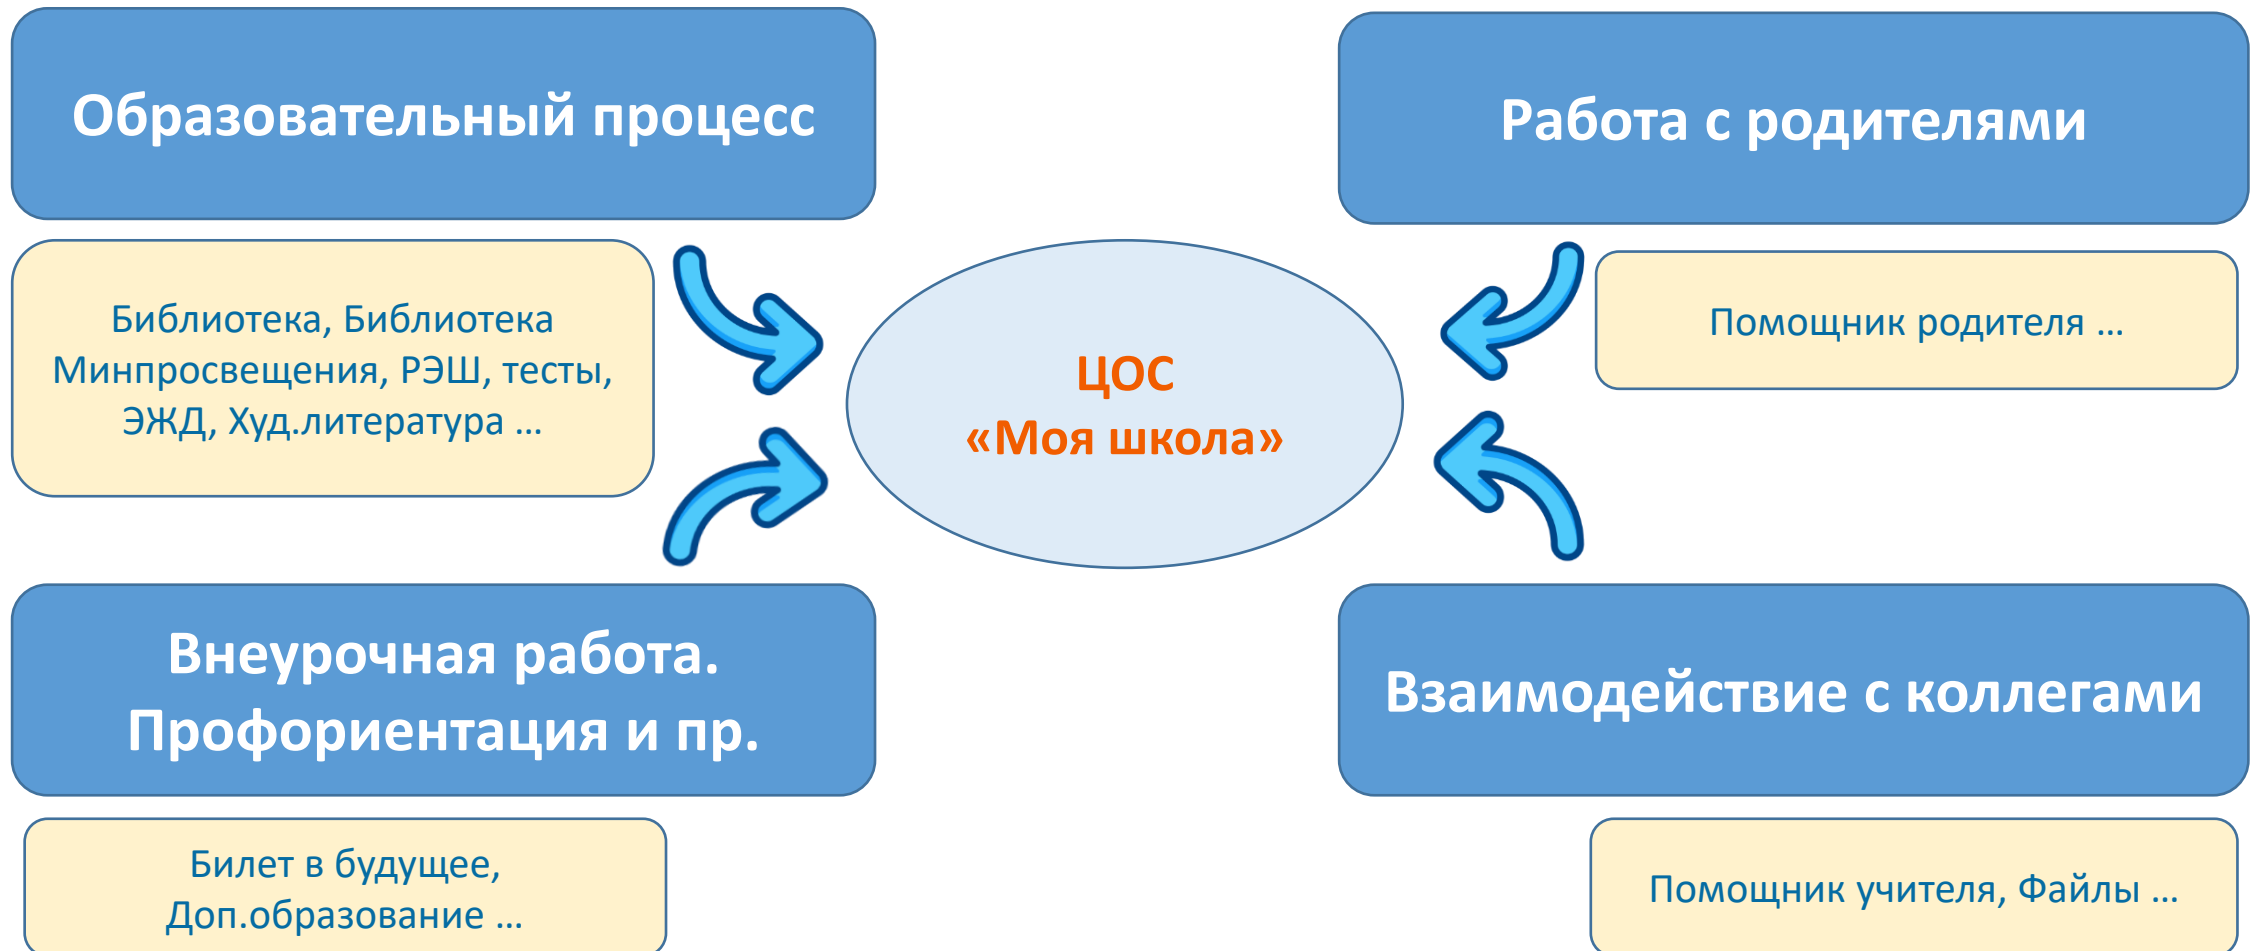 Образовательный процесс
Работа с родителями
Библиотека, Библиотека
Минпросвещения, РЭШ, тесты,
ЭЖД, Худ.литература ...
Помощник родителя ...
ЦОС
«Моя школа»
Внеурочная работа.
Профориентация и пр.
Взаимодействие с коллегами
Билет в будущее,
Доп.образование ...
Помощник учителя, Файлы ...